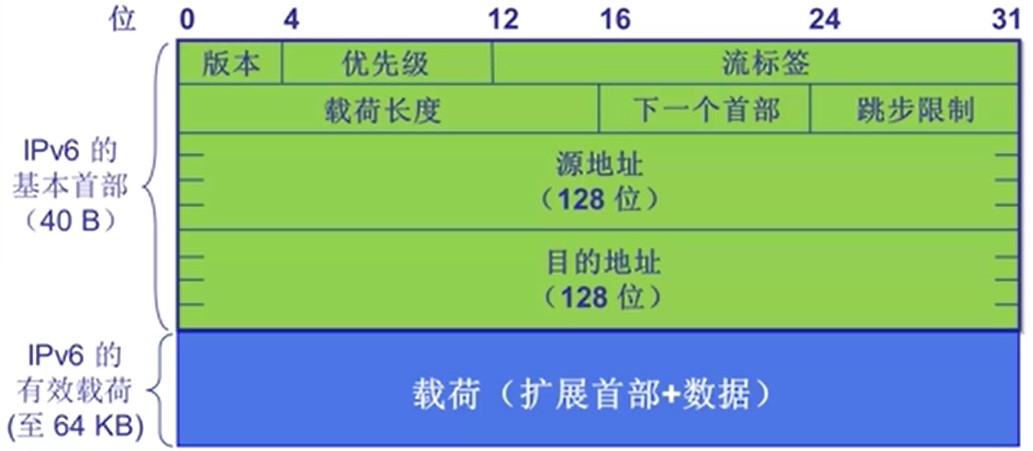 位 0 4 12 16 24 31
版本 优先级 流标签
载荷长度 下一个首部 跳步限制
IPv6 的
基本首部
（40 B）
源地址
（128 位）
目的地址
（128 位）
IPv6 的
有效载荷
(至 64 KB)
载荷（扩展首部+数据）